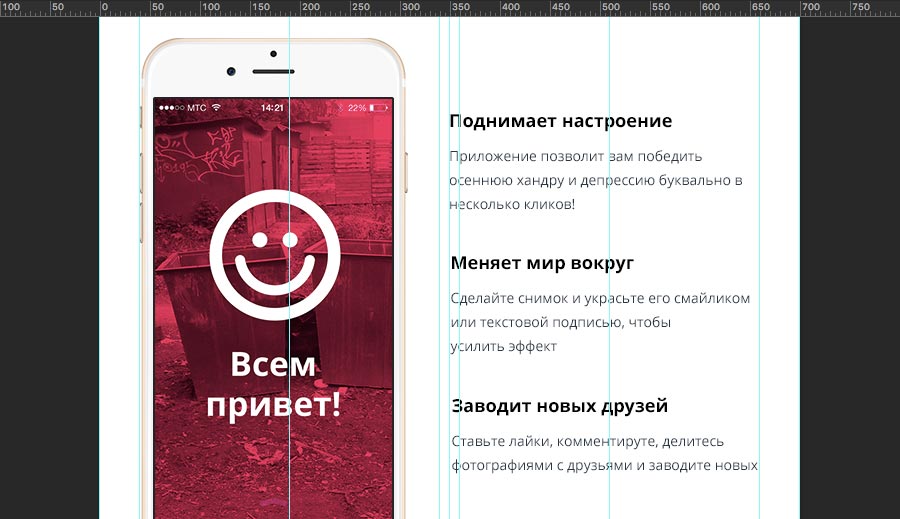 100 50 0 50 100 150 200 250 300 350 400 450 500 550 600 650 700 750
МТС 14:21 22%
Всем
привет!
Поднимает настроение
Приложение позволит вам победить
осеннюю хандру и депрессию буквально в
несколько кликов!
Меняет мир вокруг
Сделайте снимок и украсьте его смайликом
или текстовой подписью, чтобы
усилить эффект
Заводит новых друзей
Ставьте лайки, комментируте, делитесь
фотографиями с друзьями и заводите новых